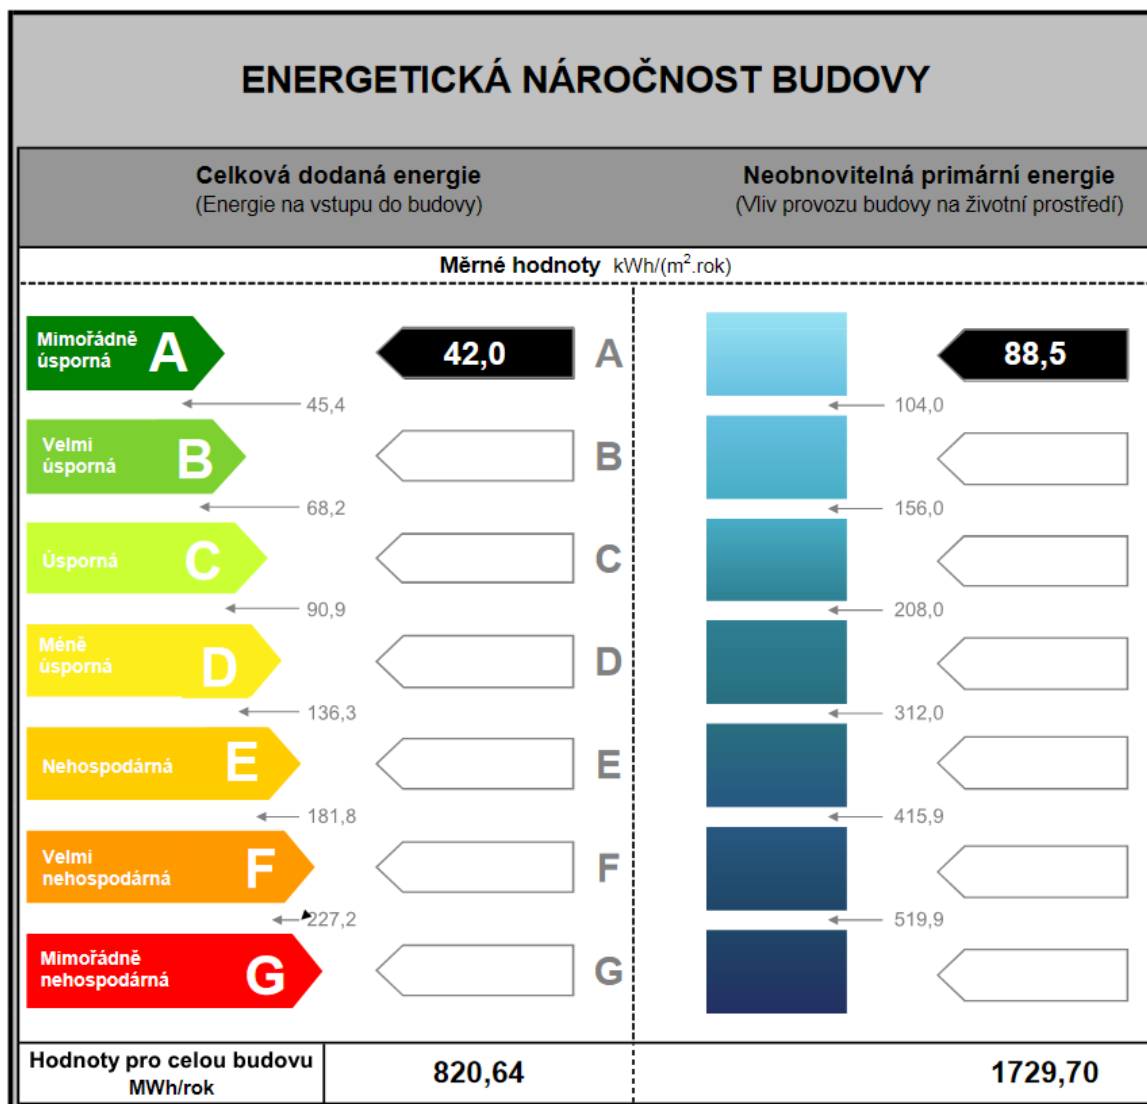 ENERGETICKÁ NÁROČNOST BUDOVY
Celková dodaná energie
(Energie na vstupu do budovy)
Neobnovitelná primární energie
(Vliv provozu budovy na životní prostředí)
Měrné hodnoty kWh/(m².rok)
Mimořádně
úsporná
A
42,0
A
88,5
45,4
104,0
Velmi
úsporná
B
B
68,2
156,0
Úsporná
C
C
90,9
208,0
Méně
úsporná
D
D
136,3
312,0
Nehospodárná
E
E
181,8
415,9
Velmi
nehospodárná
F
F
227,2
519,9
Mimořádně
nehospodárná
G
G
Hodnoty pro celou budovu
MWh/rok
820,64
1729,70